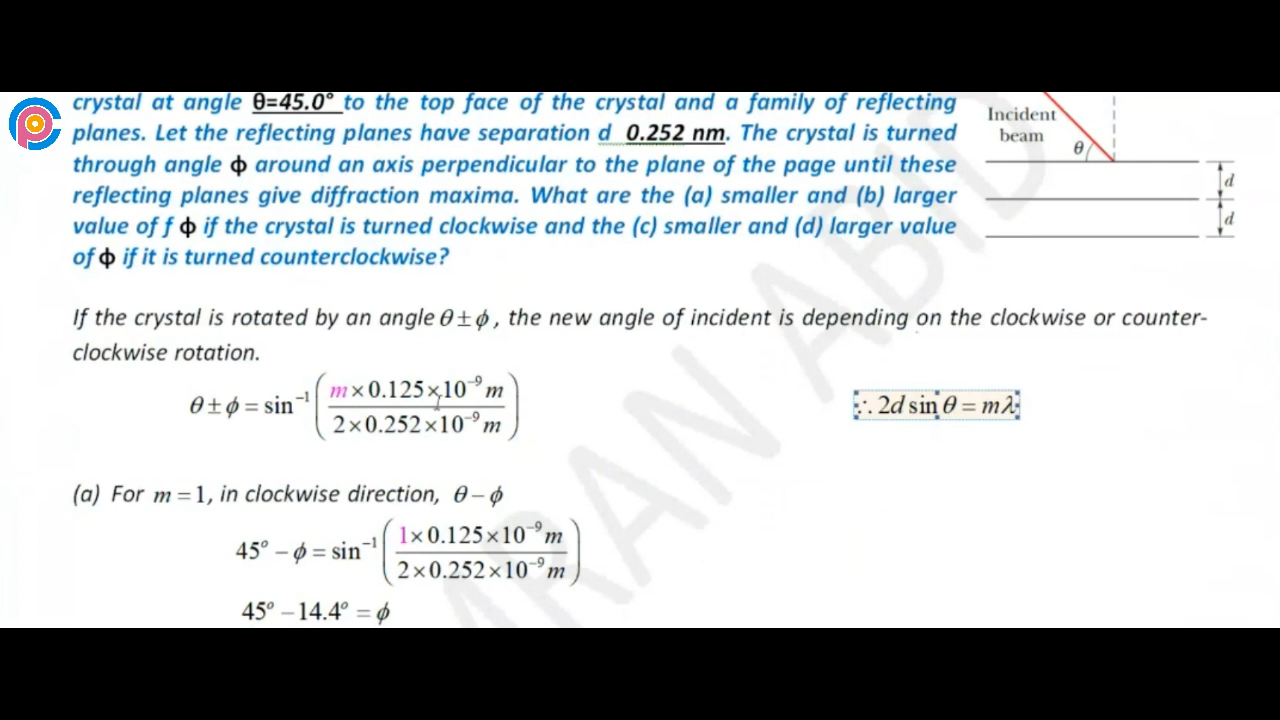 crystal at angle θ=45.0° to the top face of the crystal and a family of reflecting
planes. Let the reflecting planes have separation d 0.252 nm. The crystal is turned
through angle ϕ around an axis perpendicular to the plane of the page until these
reflecting planes give diffraction maxima. What are the (a) smaller and (b) larger
value of f ϕ if the crystal is turned clockwise and the (c) smaller and (d) larger value
of ϕ if it is turned counterclockwise?
Incident
beam
θ
d
d
If the crystal is rotated by an angle θ ± ϕ , the new angle of incident is depending on the clockwise or counter-
clockwise rotation.
θ ± ϕ = sin⁻¹ ( m × 0.125 × 10⁻⁹ m / 2 × 0.252 × 10⁻⁹ m )
∵ 2d sin θ = mλ
(a) For m = 1, in clockwise direction, θ − ϕ
45° − ϕ = sin⁻¹ ( 1 × 0.125 × 10⁻⁹ m / 2 × 0.252 × 10⁻⁹ m )
45° − 14.4° = ϕ